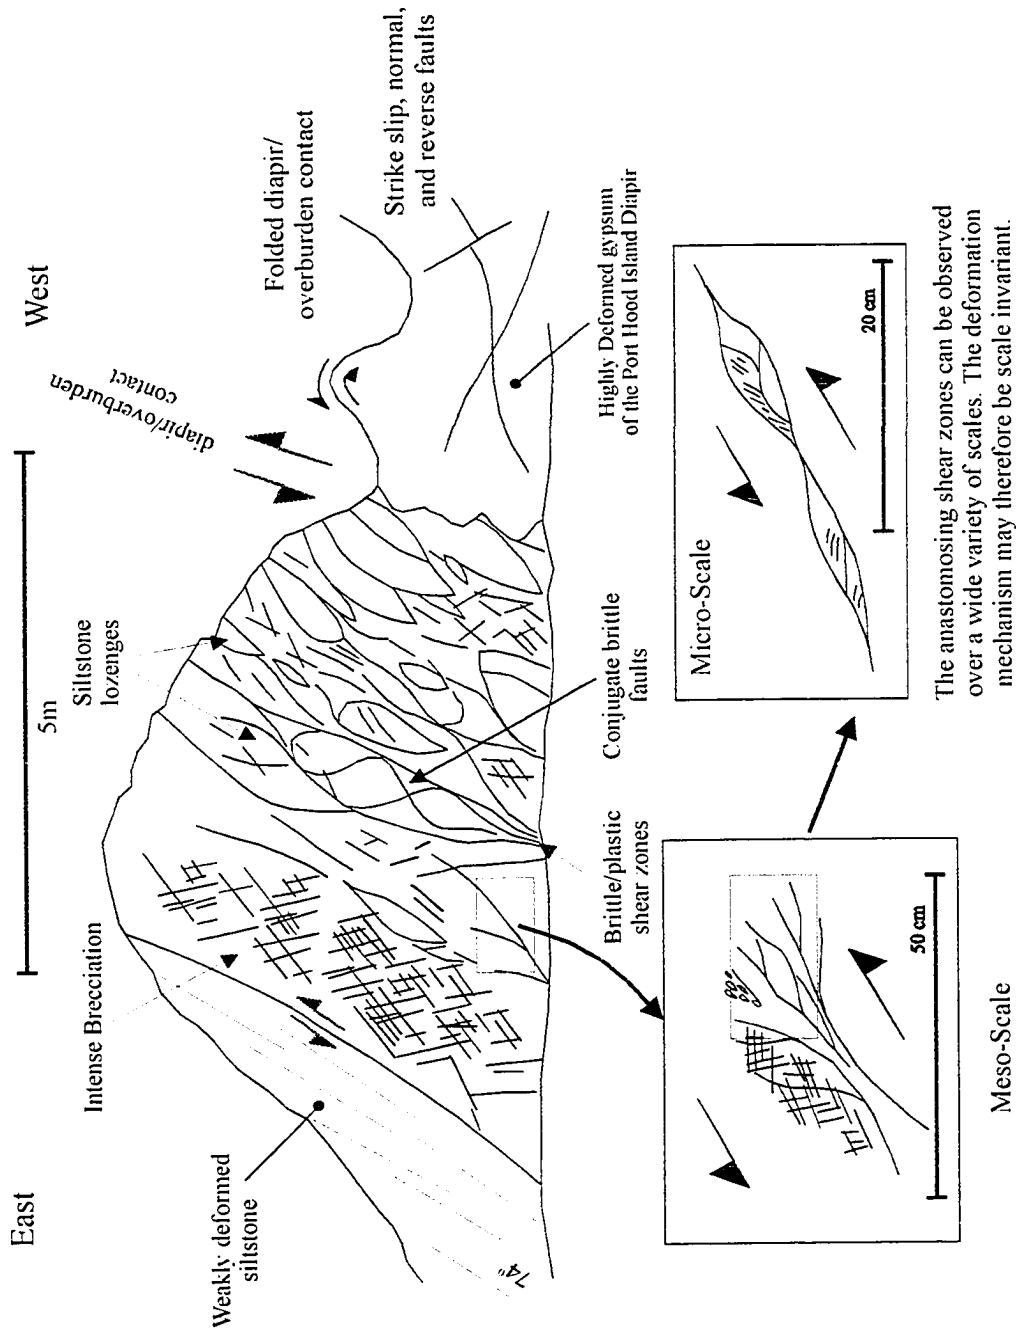 East
West
5m
Intense Brecciation
Siltstone
lozenges
diapir/overburden
contact
Folded diapir/
overburden contact
Strike slip, normal,
and reverse faults
Weakly deformed
siltstone
74°
Brittle/plastic
shear zones
Conjugate brittle
faults
Highly Deformed gypsum
of the Port Hood Island Diapir
50 cm
Meso-Scale
Micro-Scale
20 cm
The anastomosing shear zones can be observed
over a wide variety of scales. The deformation
mechanism may therefore be scale invariant.